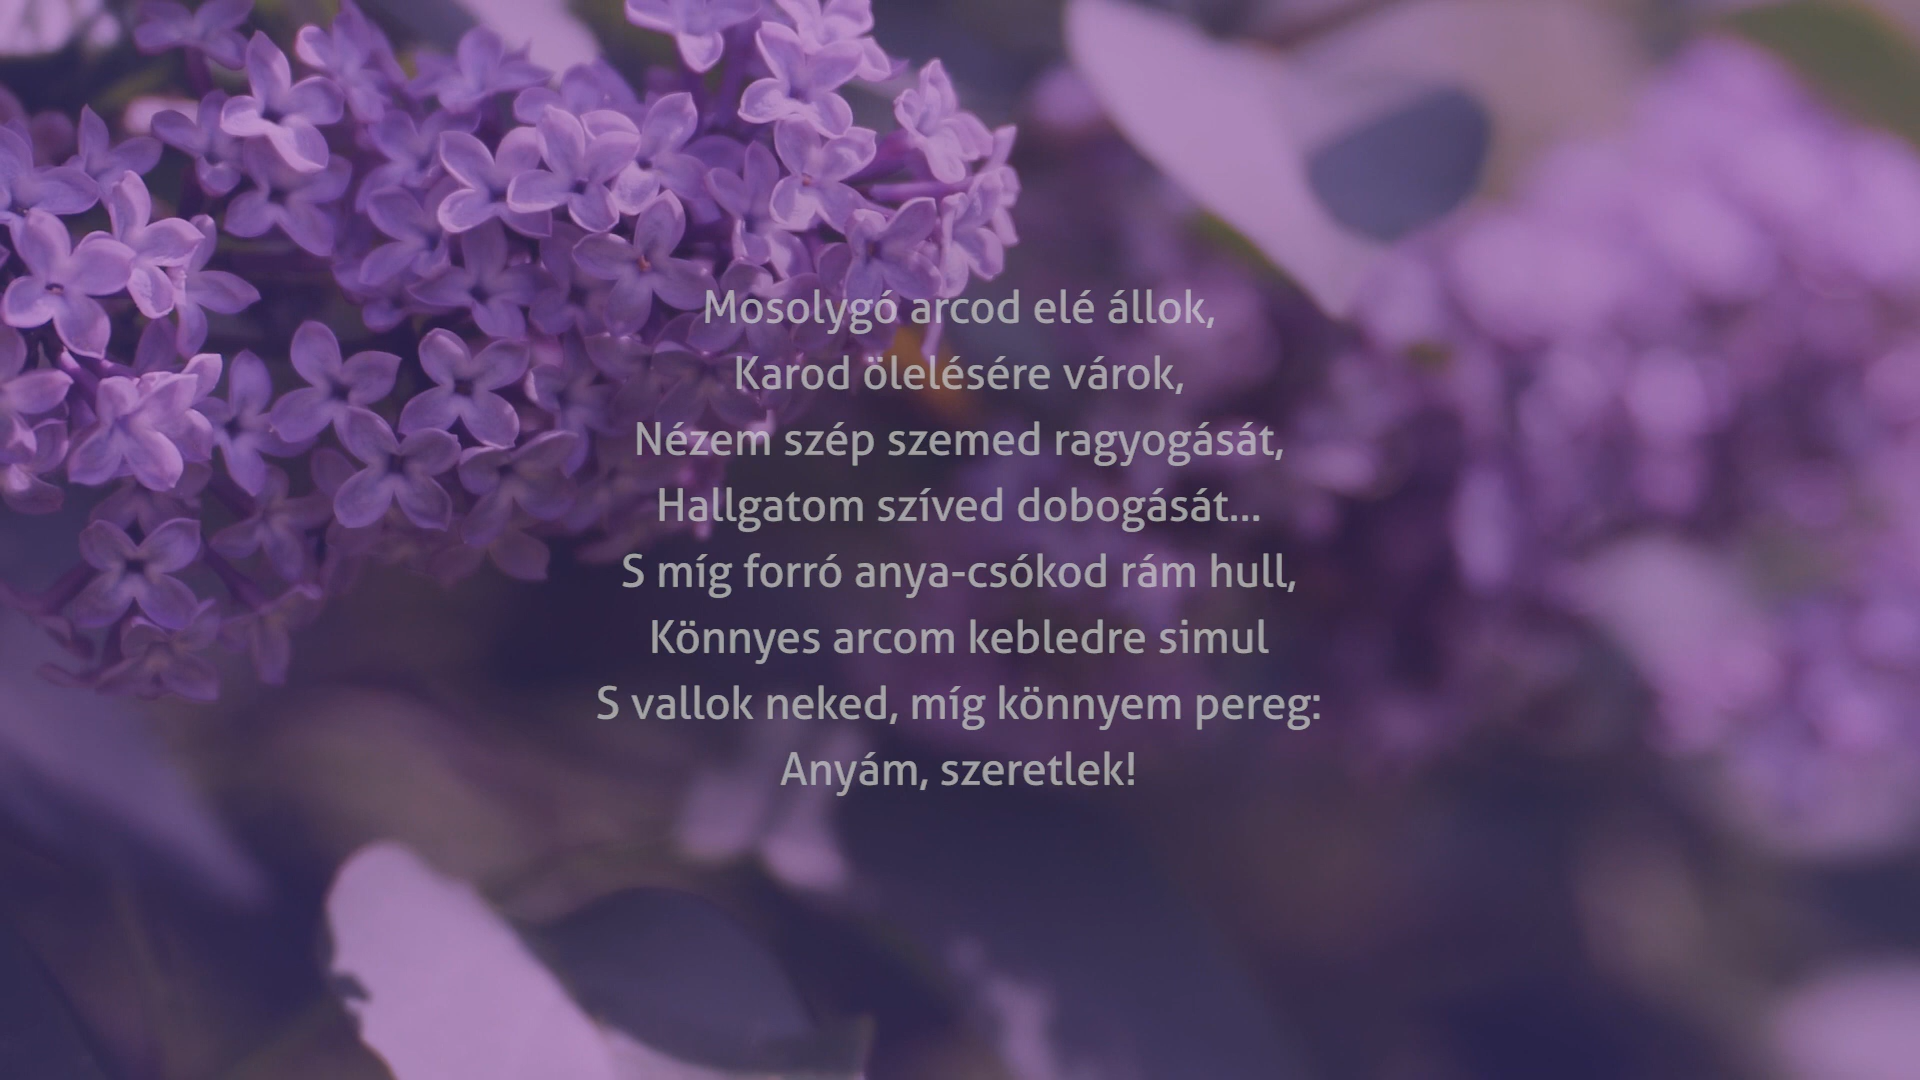 Mosolygó arcod elé állok,
Karod ölelésére várok,
Nézem szép szemed ragyogását,
Hallgatom szíved dobogását...
S míg forró anya-csókod rám hull,
Könnyes arcom kebledre simul
S vallok neked, míg könnyem pereg:
Anyám, szeretlek!